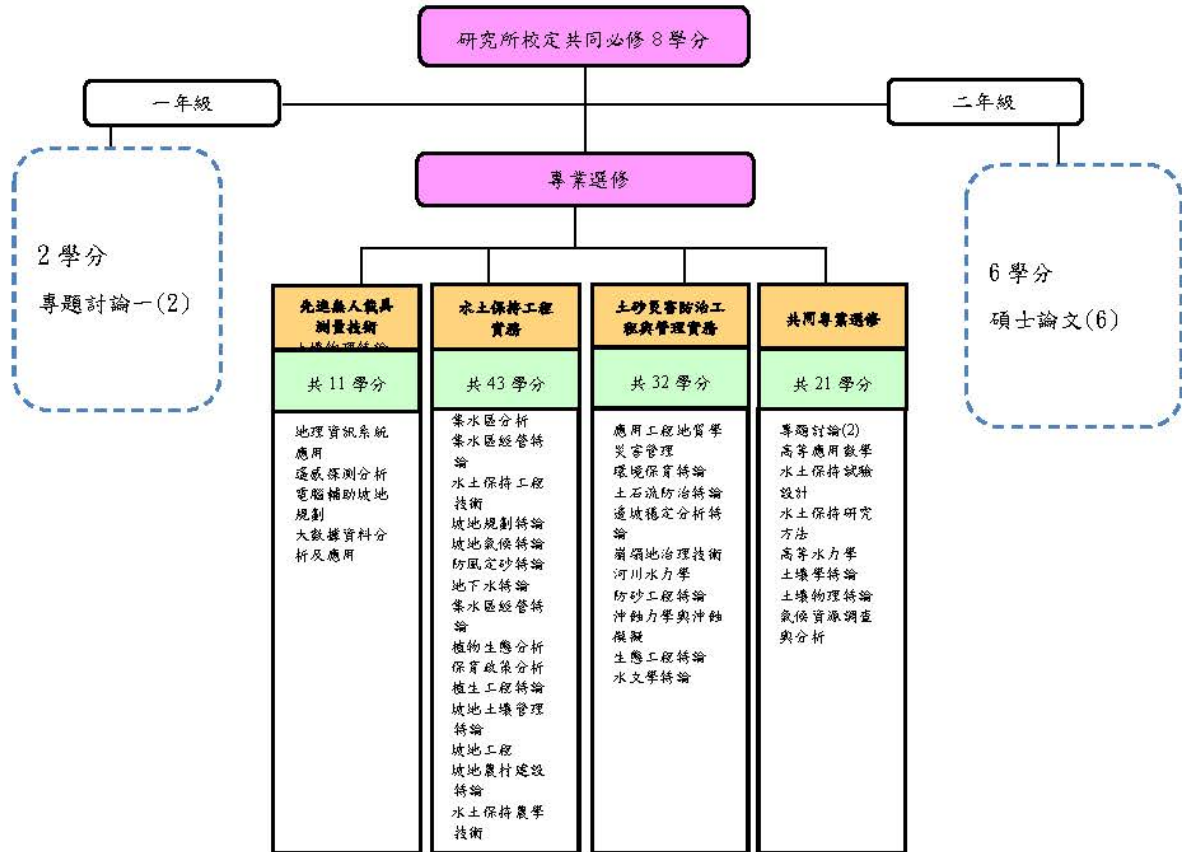 研究所校定共同必修 8 學分
一年級
二年級
專業選修
2 學分
專題討論一(2)
6 學分
碩士論文(6)
先進無人載具
測量技術
土壤物理特論
共 11 學分
地理資訊系統
應用
遙感探測分析
電腦輔助坡地
規劃
大數據資料分
析及應用
水土保持工程
實務
共 43 學分
集水區分析
集水區經營特
論
水土保持工程
技術
坡地規劃特論
坡地氣候特論
防風定砂特論
地下水特論
集水區經營特
論
植物生態分析
保育政策分析
植生工程特論
坡地土壤管理
特論
坡地工程
坡地農村建設
特論
水土保持農學
技術
土砂災害防治工
程與管理實務
共 32 學分
應用工程地質學
災害管理
環境保育特論
土石流防治特論
邊坡穩定分析特
論
崩塌地治理技術
河川水力學
防砂工程特論
沖蝕力學與沖蝕
模擬
生態工程特論
水文學特論
共同專業選修
共 21 學分
專題討論(2)
高等應用數學
水土保持試驗
設計
水土保持研究
方法
高等水力學
土壤學特論
土壤物理特論
氣候資源調查
與分析